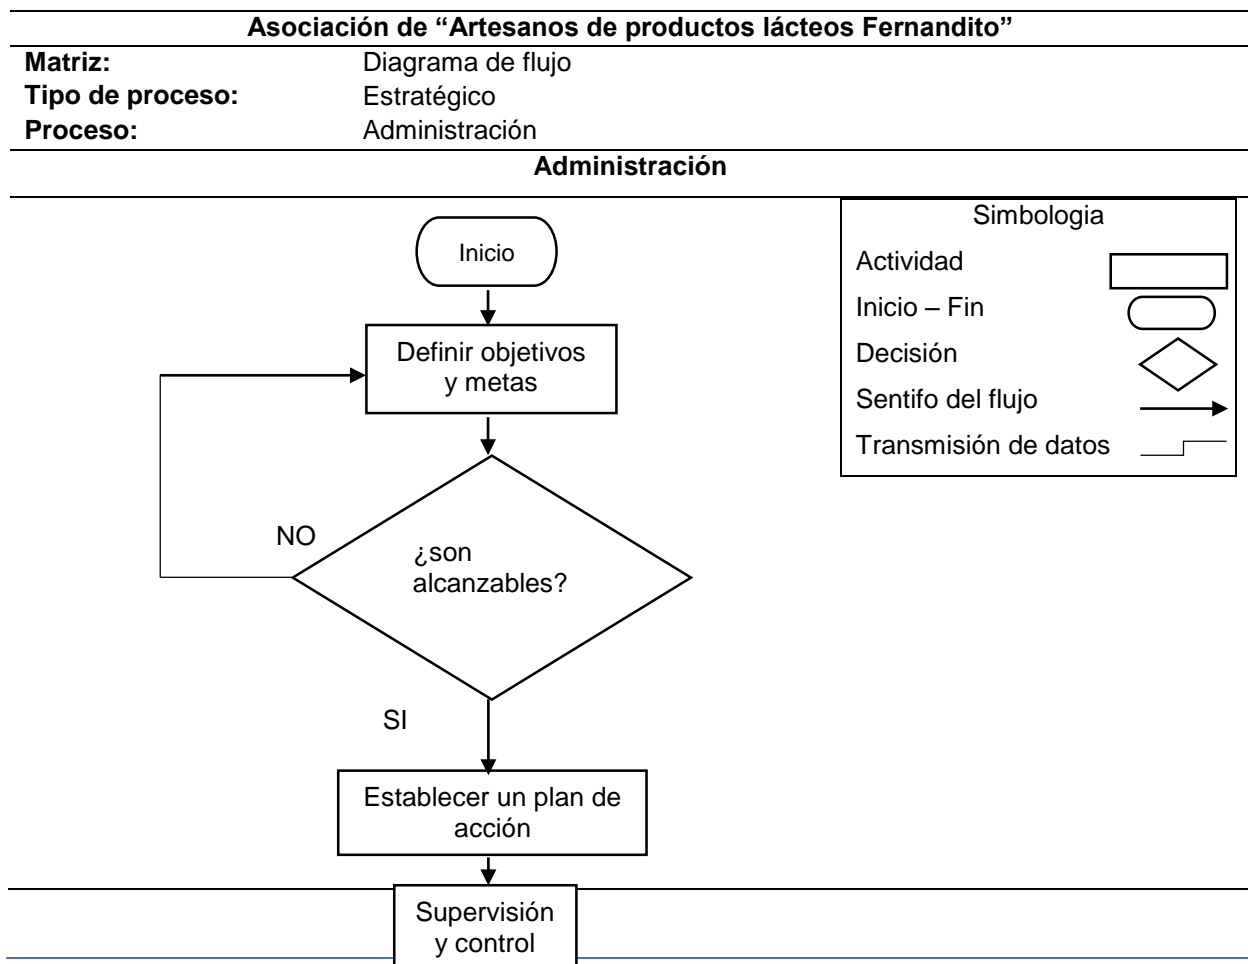 Asociación de “Artesanos de productos lácteos Fernandito”
Matriz: Diagrama de flujo
Tipo de proceso: Estratégico
Proceso: Administración
Administración
Simbologia
Actividad
Inicio – Fin
Decisión
Sentifo del flujo
Transmisión de datos
Inicio
Definir objetivos
y metas
NO
¿son
alcanzables?
SI
Establecer un plan de
acción
Supervisión
y control